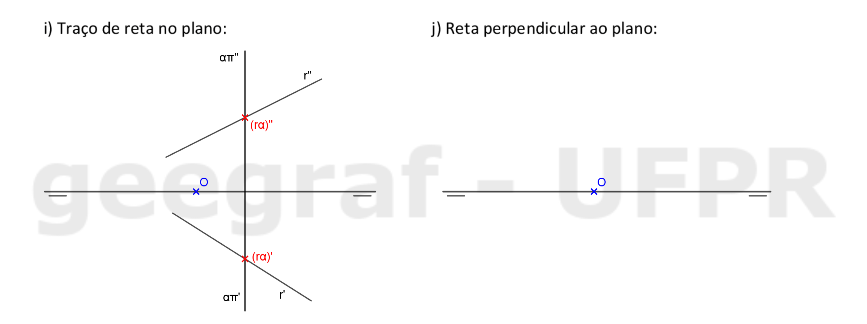 i) Traço de reta no plano:
απ"
r"
(rα)"
O
(rα)'
απ'
r'
j) Reta perpendicular ao plano:
O
geegraf - UFPR